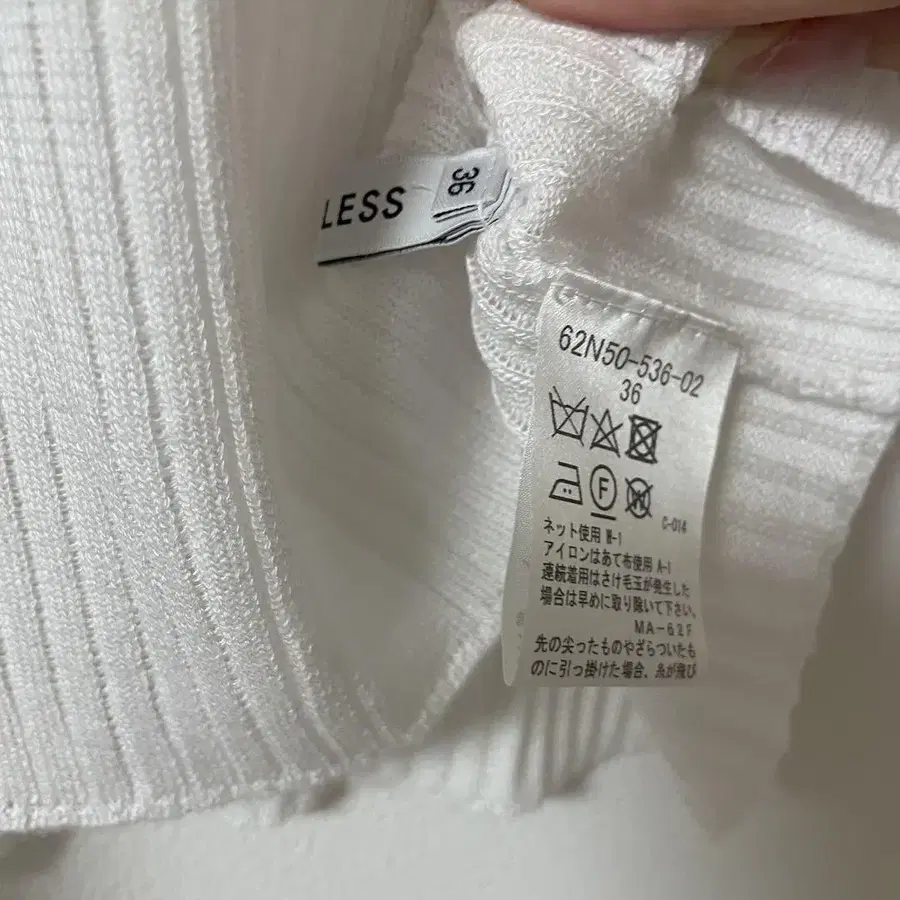 LESS
36
62N50-536-02
36
F
W
C-014
ネット使用 M-1
アイロンはあて布使用 A-1
連続着用はさけ毛玉が発生した
場合は早めに取り除いて下さい。
MA-62F
先の尖ったものやざらついたも
のに引っ掛けた場合、糸が飛び